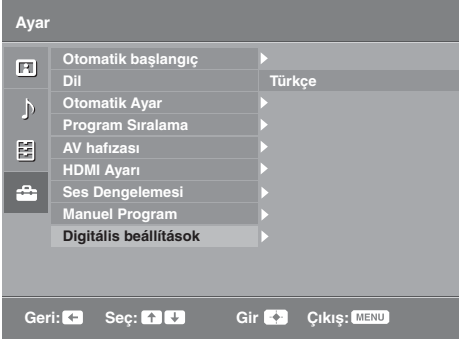 Ayar
Otomatik başlangıç
Dil Türkçe
Otomatik Ayar
Program Sıralama
AV hafızası
HDMI Ayarı
Ses Dengelemesi
Manuel Program
Digitális beállítások
Geri: Seç: Gir Çıkış: MENU